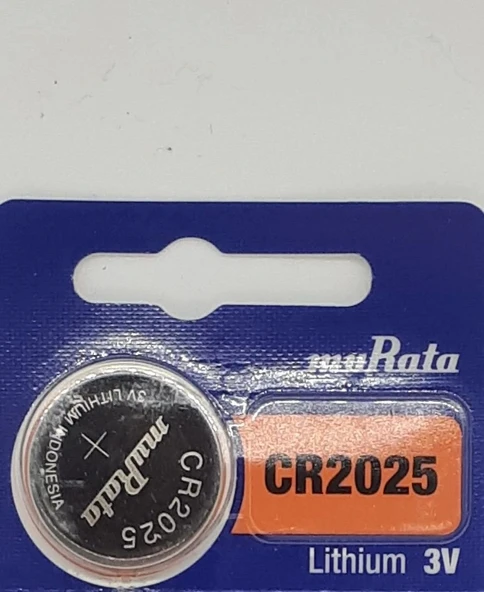 muRata
CR2025
Lithium 3V
3V LITHIUM INDONESIA
+
muRata
CR2025